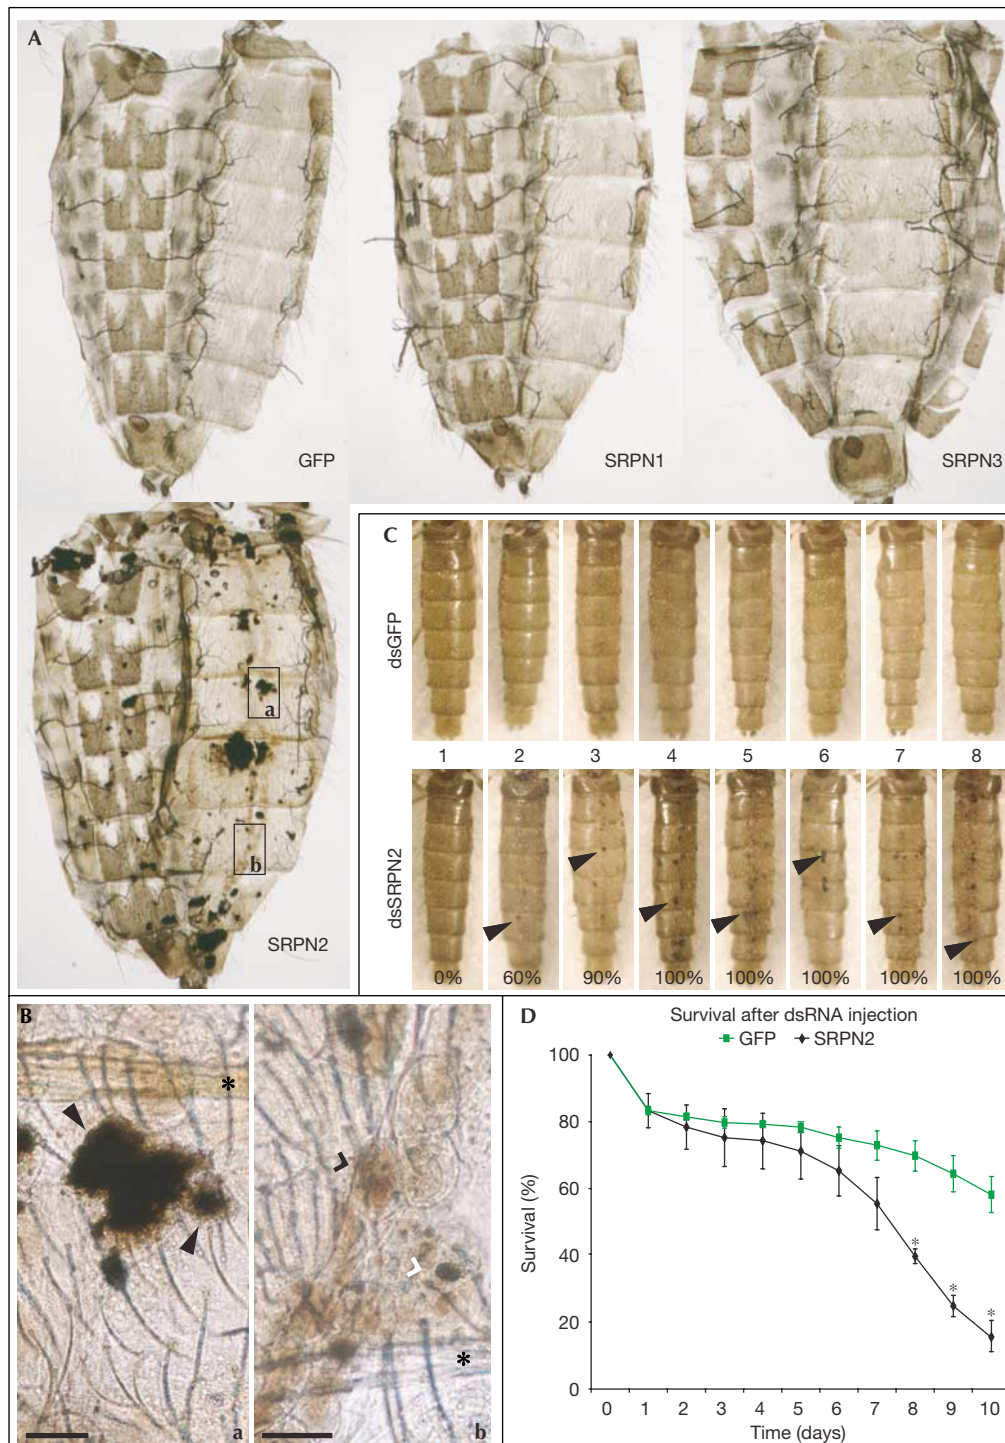 A
GFP
SRPN1
SRPN3
a
b
SRPN2
C
dsGFP
1 2 3 4 5 6 7 8
dsSRPN2
0% 60% 90% 100% 100% 100% 100% 100%
B
*
a
*
b
D
Survival after dsRNA injection
GFP SRPN2
Survival (%)
100
80
60
40
20
0
* * *
0 1 2 3 4 5 6 7 8 9 10
Time (days)